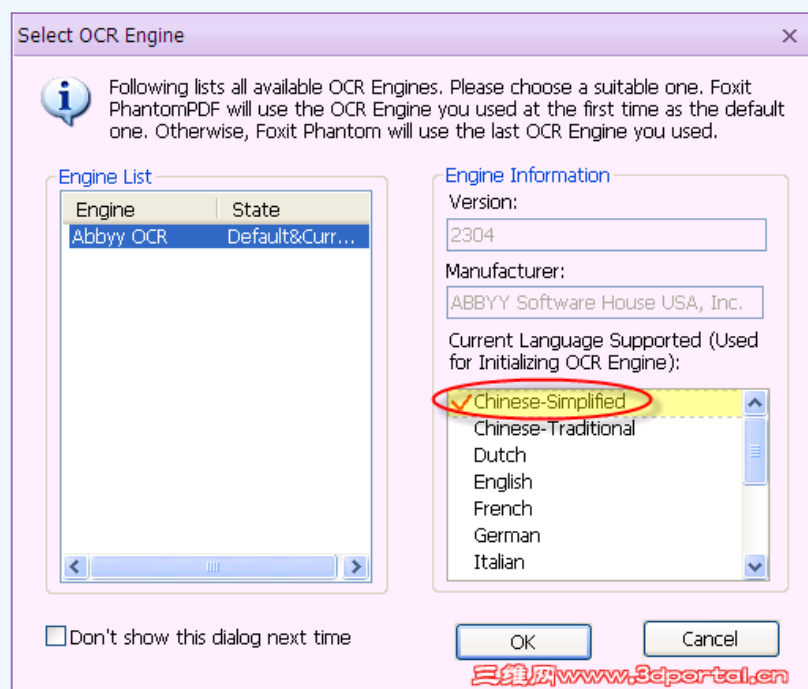 Select OCR Engine
Following lists all available OCR Engines. Please choose a suitable one. Foxit
PhantomPDF will use the OCR Engine you used at the first time as the default
one. Otherwise, Foxit Phantom will use the last OCR Engine you used.
Engine List
Engine State
Abbyy OCR Default&Curr...
Engine Information
Version:
2304
Manufacturer:
ABBYY Software House USA, Inc.
Current Language Supported (Used
for Initializing OCR Engine):
Chinese-Simplified
Chinese-Traditional
Dutch
English
French
German
Italian
Don't show this dialog next time
OK
Cancel
三维网www.3dportal.cn